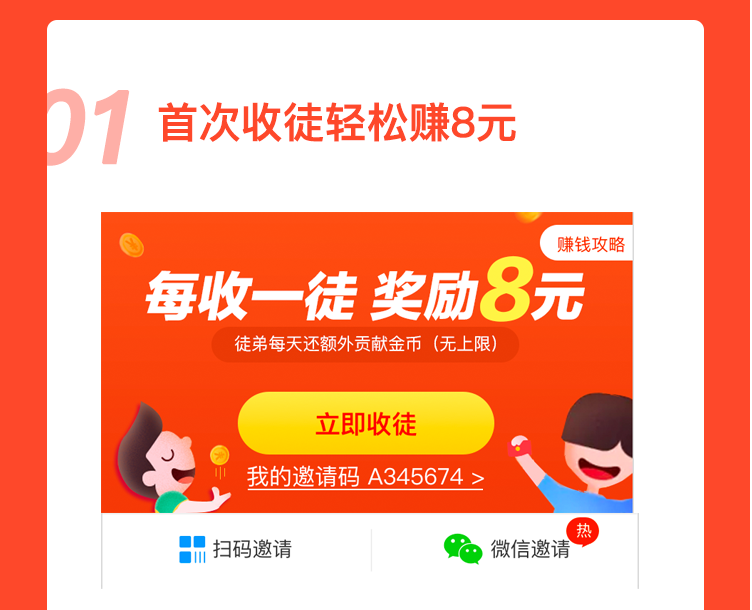 01 首次收徒轻松赚8元
赚钱攻略
每收一徒 奖励8元
徒弟每天还额外贡献金币（无上限）
立即收徒
我的邀请码 A345674 >
扫码邀请
微信邀请
热